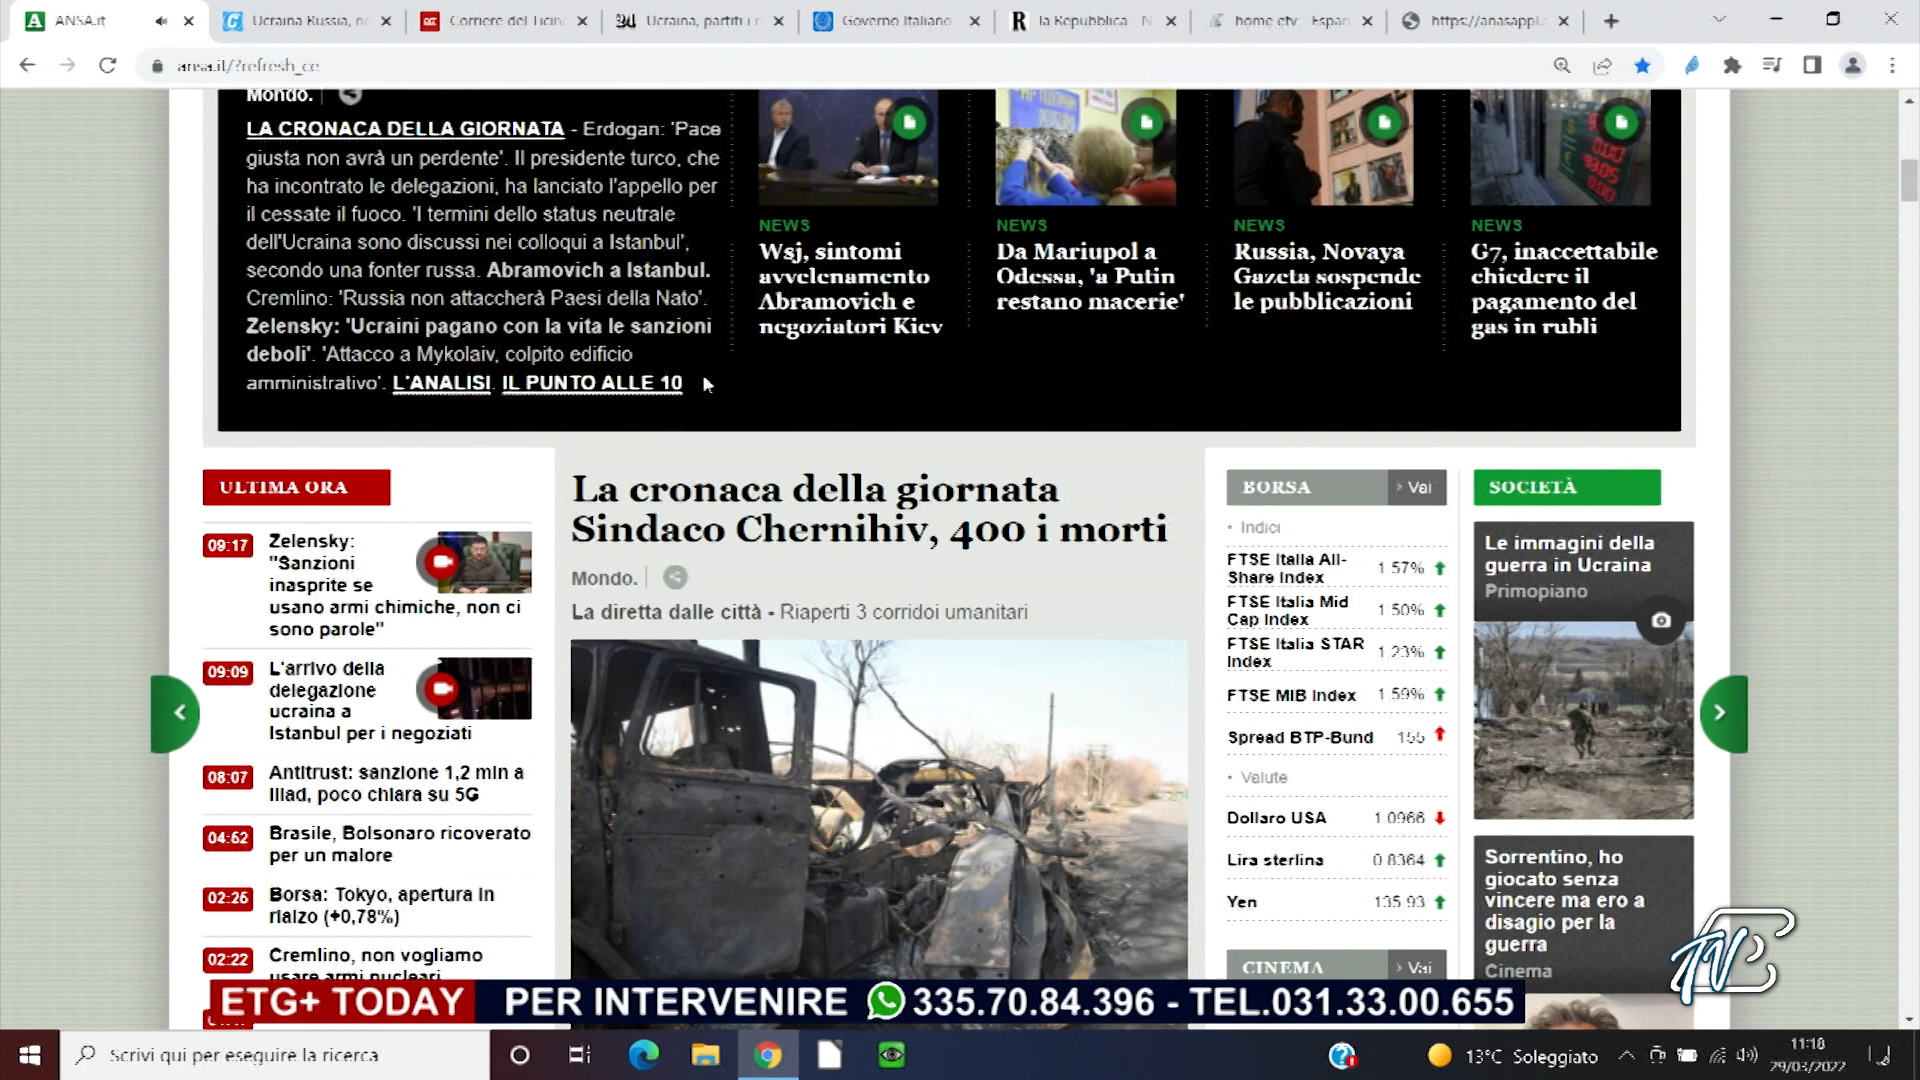 ANSA.it
Ucraina Russia, n
Corriere del Ticin
Ucraina, partiti i n
Governo Italiano
la Repubblica - N
home etv - Espan
https://anasappl.
ansa.it/?refresh_ce
Mondo.
LA CRONACA DELLA GIORNATA - Erdogan: 'Pace
giusta non avrà un perdente'. Il presidente turco, che
ha incontrato le delegazioni, ha lanciato l'appello per
il cessate il fuoco. 'I termini dello status neutrale
dell'Ucraina sono discussi nei colloqui a Istanbul',
secondo una fonter russa. Abramovich a Istanbul.
Cremlino: 'Russia non attaccherà Paesi della Nato'.
Zelensky: 'Ucraini pagano con la vita le sanzioni
deboli'. 'Attacco a Mykolaiv, colpito edificio
amministrativo'. L'ANALISI. IL PUNTO ALLE 10
NEWS
Wsj, sintomi
avvelenamento
Abramovich e
negoziatori Kiev
NEWS
Da Mariupol a
Odessa, 'a Putin
restano macerie'
NEWS
Russia, Novaya
Gazeta sospende
le pubblicazioni
0.00
93.05
0.00
NEWS
G7, inaccettabile
chiedere il
pagamento del
gas in rubli
ULTIMA ORA
09:17
Zelensky:
"Sanzioni
inasprite se
usano armi chimiche, non ci
sono parole"
09:09
L'arrivo della
delegazione
ucraina a
Istanbul per i negoziati
08:07
Antitrust: sanzione 1,2 mln a
Iliad, poco chiara su 5G
04:52
Brasile, Bolsonaro ricoverato
per un malore
02:26
Borsa: Tokyo, apertura in
rialzo (+0,78%)
02:22
Cremlino, non vogliamo
usare armi nucleari
La cronaca della giornata
Sindaco Chernihiv, 400 i morti
Mondo.
La diretta dalle città - Riaperti 3 corridoi umanitari
BORSA › Vai
• Indici
FTSE Italia All-
Share Index 1.57%
FTSE Italia Mid
Cap Index 1.50%
FTSE Italia STAR
Index 1.23%
FTSE MIB Index 1.59%
Spread BTP-Bund 155
• Valute
Dollaro USA 1.0966
Lira sterlina 0.8364
Yen 135.93
CINEMA › Vai
SOCIETÀ
Le immagini della
guerra in Ucraina
Primopiano
Sorrentino, ho
giocato senza
vincere ma ero a
disagio per la
guerra
Cinema
ETG+ TODAY PER INTERVENIRE 335.70.84.396 - TEL.031.33.00.655
Scrivi qui per eseguire la ricerca
13°C Soleggiato
11:18
29/03/2022